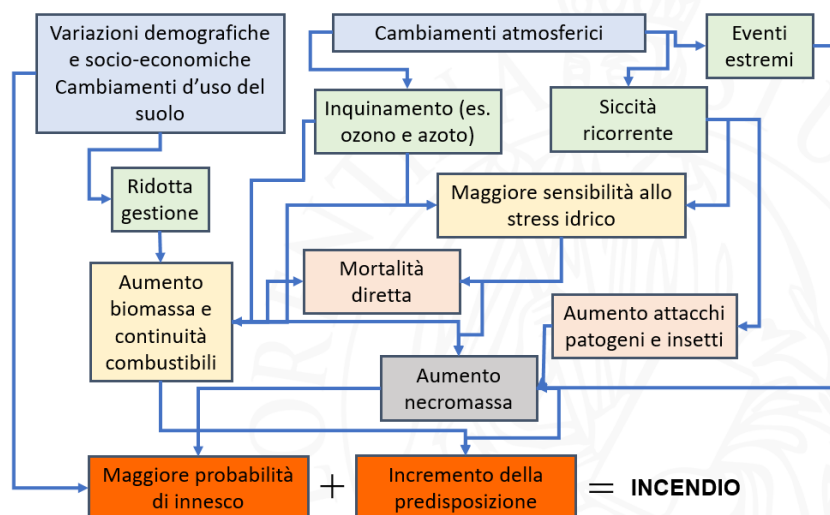 Variazioni demografiche
e socio-economiche
Cambiamenti d'uso del
suolo
Cambiamenti atmosferici
Eventi
estremi
Inquinamento (es.
ozono e azoto)
Siccità
ricorrente
Ridotta
gestione
Maggiore sensibilità allo
stress idrico
Aumento
biomassa e
continuità
combustibili
Mortalità
diretta
Aumento attacchi
patogeni e insetti
Aumento
necromassa
Maggiore probabilità
di innesco
+
Incremento della
predisposizione
= INCENDIO